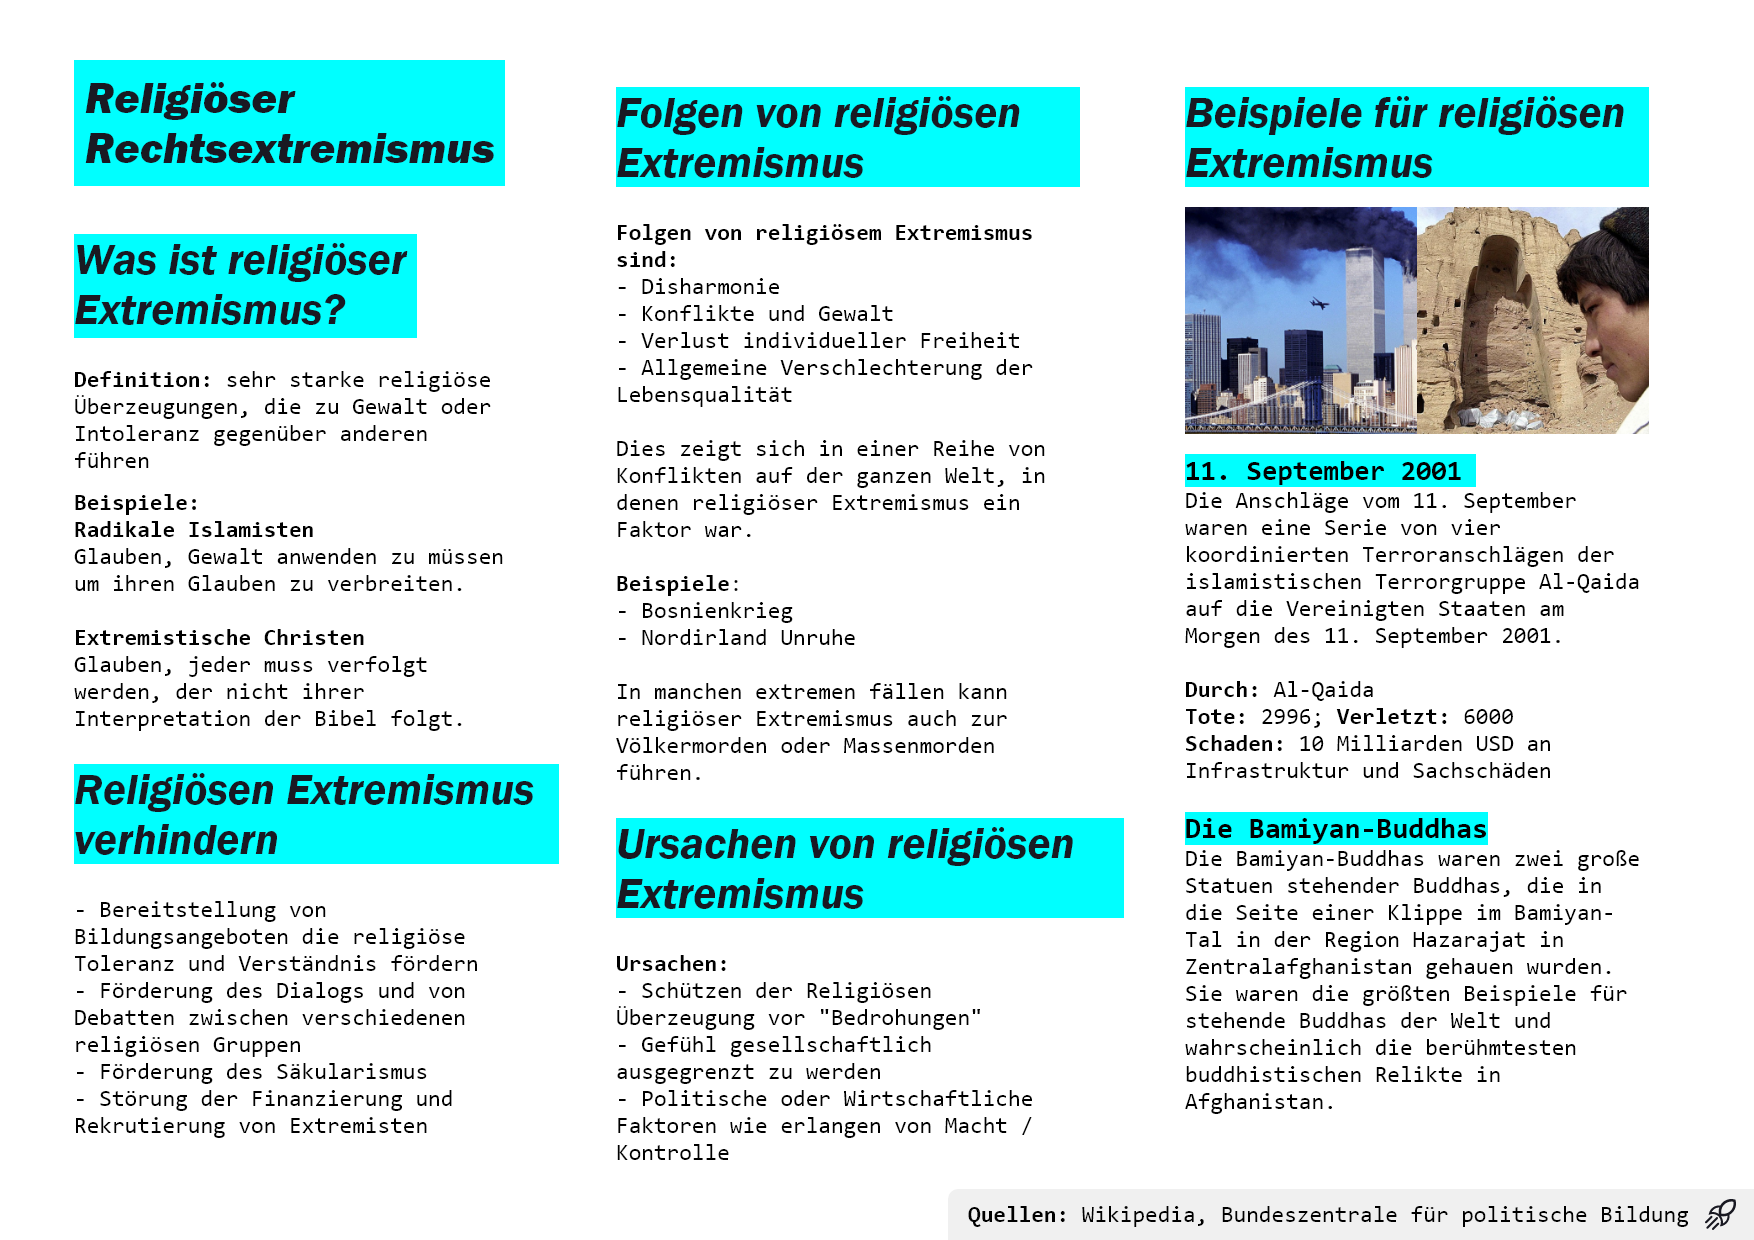 Religiöser
Rechtsextremismus
Was ist religiöser
Extremismus?
Definition: sehr starke religiöse
Überzeugungen, die zu Gewalt oder
Intoleranz gegenüber anderen
führen
Beispiele:
Radikale Islamisten
Glauben, Gewalt anwenden zu müssen
um ihren Glauben zu verbreiten.
Extremistische Christen
Glauben, jeder muss verfolgt
werden, der nicht ihrer
Interpretation der Bibel folgt.
Religiösen Extremismus
verhindern
- Bereitstellung von
Bildungsangeboten die religiöse
Toleranz und Verständnis fördern
- Förderung des Dialogs und von
Debatten zwischen verschiedenen
religiösen Gruppen
- Förderung des Säkularismus
- Störung der Finanzierung und
Rekrutierung von Extremisten
Folgen von religiösen
Extremismus
Folgen von religiösem Extremismus
sind:
- Disharmonie
- Konflikte und Gewalt
- Verlust individueller Freiheit
- Allgemeine Verschlechterung der
Lebensqualität
Dies zeigt sich in einer Reihe von
Konflikten auf der ganzen Welt, in
denen religiöser Extremismus ein
Faktor war.
Beispiele:
- Bosnienkrieg
- Nordirland Unruhe
In manchen extremen fällen kann
religiöser Extremismus auch zur
Völkermorden oder Massenmorden
führen.
Ursachen von religiösen
Extremismus
Ursachen:
- Schützen der Religiösen
Überzeugung vor "Bedrohungen"
- Gefühl gesellschaftlich
ausgegrenzt zu werden
- Politische oder Wirtschaftliche
Faktoren wie erlangen von Macht /
Kontrolle
Beispiele für religiösen
Extremismus
11. September 2001
Die Anschläge vom 11. September
waren eine Serie von vier
koordinierten Terroranschlägen der
islamistischen Terrorgruppe Al-Qaida
auf die Vereinigten Staaten am
Morgen des 11. September 2001.
Durch: Al-Qaida
Tote: 2996; Verletzt: 6000
Schaden: 10 Milliarden USD an
Infrastruktur und Sachschäden
Die Bamiyan-Buddhas
Die Bamiyan-Buddhas waren zwei große
Statuen stehender Buddhas, die in
die Seite einer Klippe im Bamiyan-
Tal in der Region Hazarajat in
Zentralafghanistan gehauen wurden.
Sie waren die größten Beispiele für
stehende Buddhas der Welt und
wahrscheinlich die berühmtesten
buddhistischen Relikte in
Afghanistan.
Quellen: Wikipedia, Bundeszentrale für politische Bildung